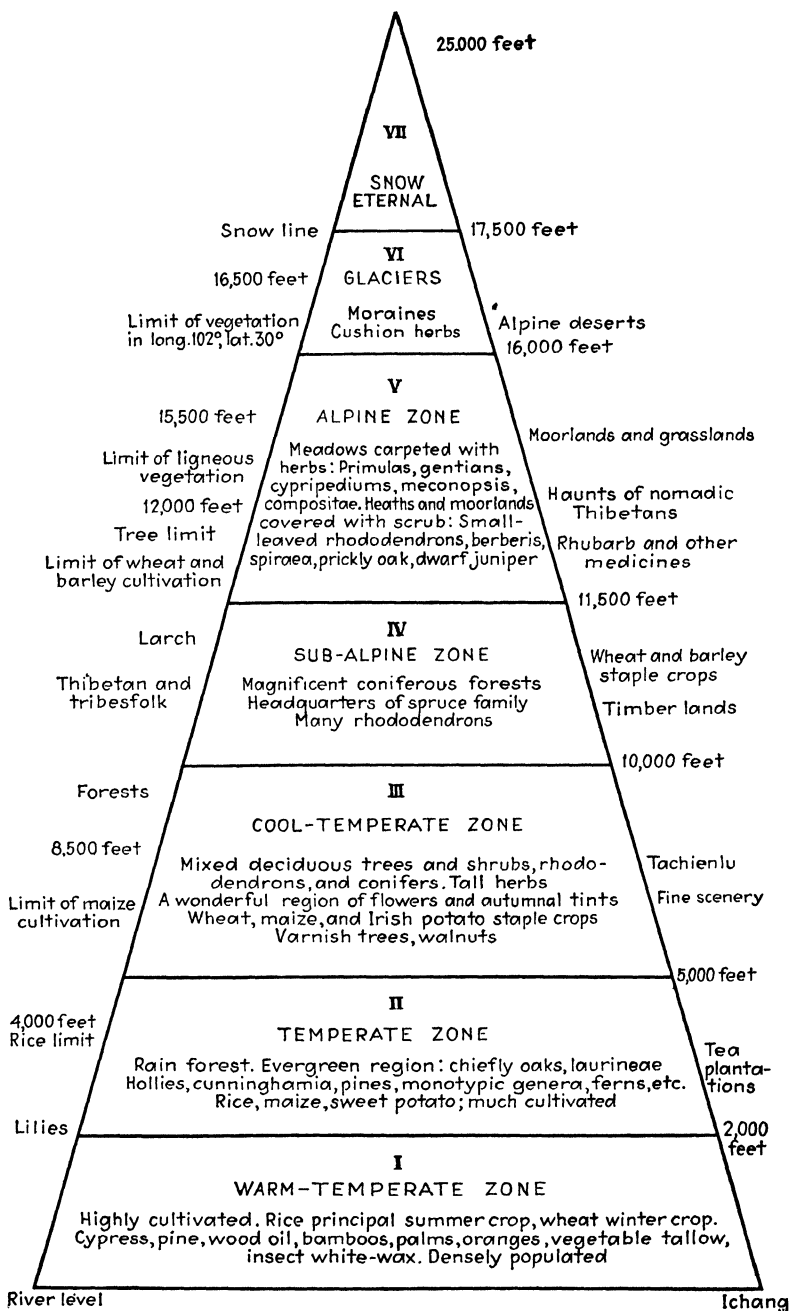 25.000 feet
VII
SNOW
ETERNAL
Snow line
17,500 feet
VI
16,500 feet
GLACIERS
Limit of vegetation
in long.102°, lat.30°
Moraines
Cushion herbs
Alpine deserts
16,000 feet
V
15,500 feet
ALPINE ZONE
Limit of ligneous
vegetation
12,000 feet
Tree limit
Limit of wheat and
barley cultivation
Meadows carpeted with
herbs: Primulas, gentians,
cypripediums, meconopsis,
compositae. Heaths and moorlands
covered with scrub: Small-
leaved rhododendrons, berberis,
spiraea, prickly oak, dwarf juniper
Moorlands and grasslands
Haunts of nomadic
Thibetans
Rhubarb and other
medicines
11,500 feet
IV
Larch
SUB-ALPINE ZONE
Thibetan and
tribesfolk
Magnificent coniferous forests
Headquarters of spruce family
Many rhododendrons
Wheat and barley
staple crops
Timber lands
10,000 feet
Forests
III
8,500 feet
COOL-TEMPERATE ZONE
Limit of maize
cultivation
Mixed deciduous trees and shrubs, rhodo-
dendrons, and conifers. Tall herbs
A wonderful region of flowers and autumnal tints
Wheat, maize, and Irish potato staple crops
Varnish trees, walnuts
Tachienlu
Fine scenery
5,000 feet
II
4,000 feet
Rice limit
TEMPERATE ZONE
Rain forest. Evergreen region: chiefly oaks, laurineae
Hollies, cunninghamia, pines, monotypic genera, ferns, etc.
Rice, maize, sweet potato; much cultivated
Tea
planta-
tions
Lilies
2,000
feet
I
WARM-TEMPERATE ZONE
Highly cultivated. Rice principal summer crop, wheat winter crop.
Cypress, pine, wood oil, bamboos, palms, oranges, vegetable tallow,
insect white-wax. Densely populated
River level
Ichang